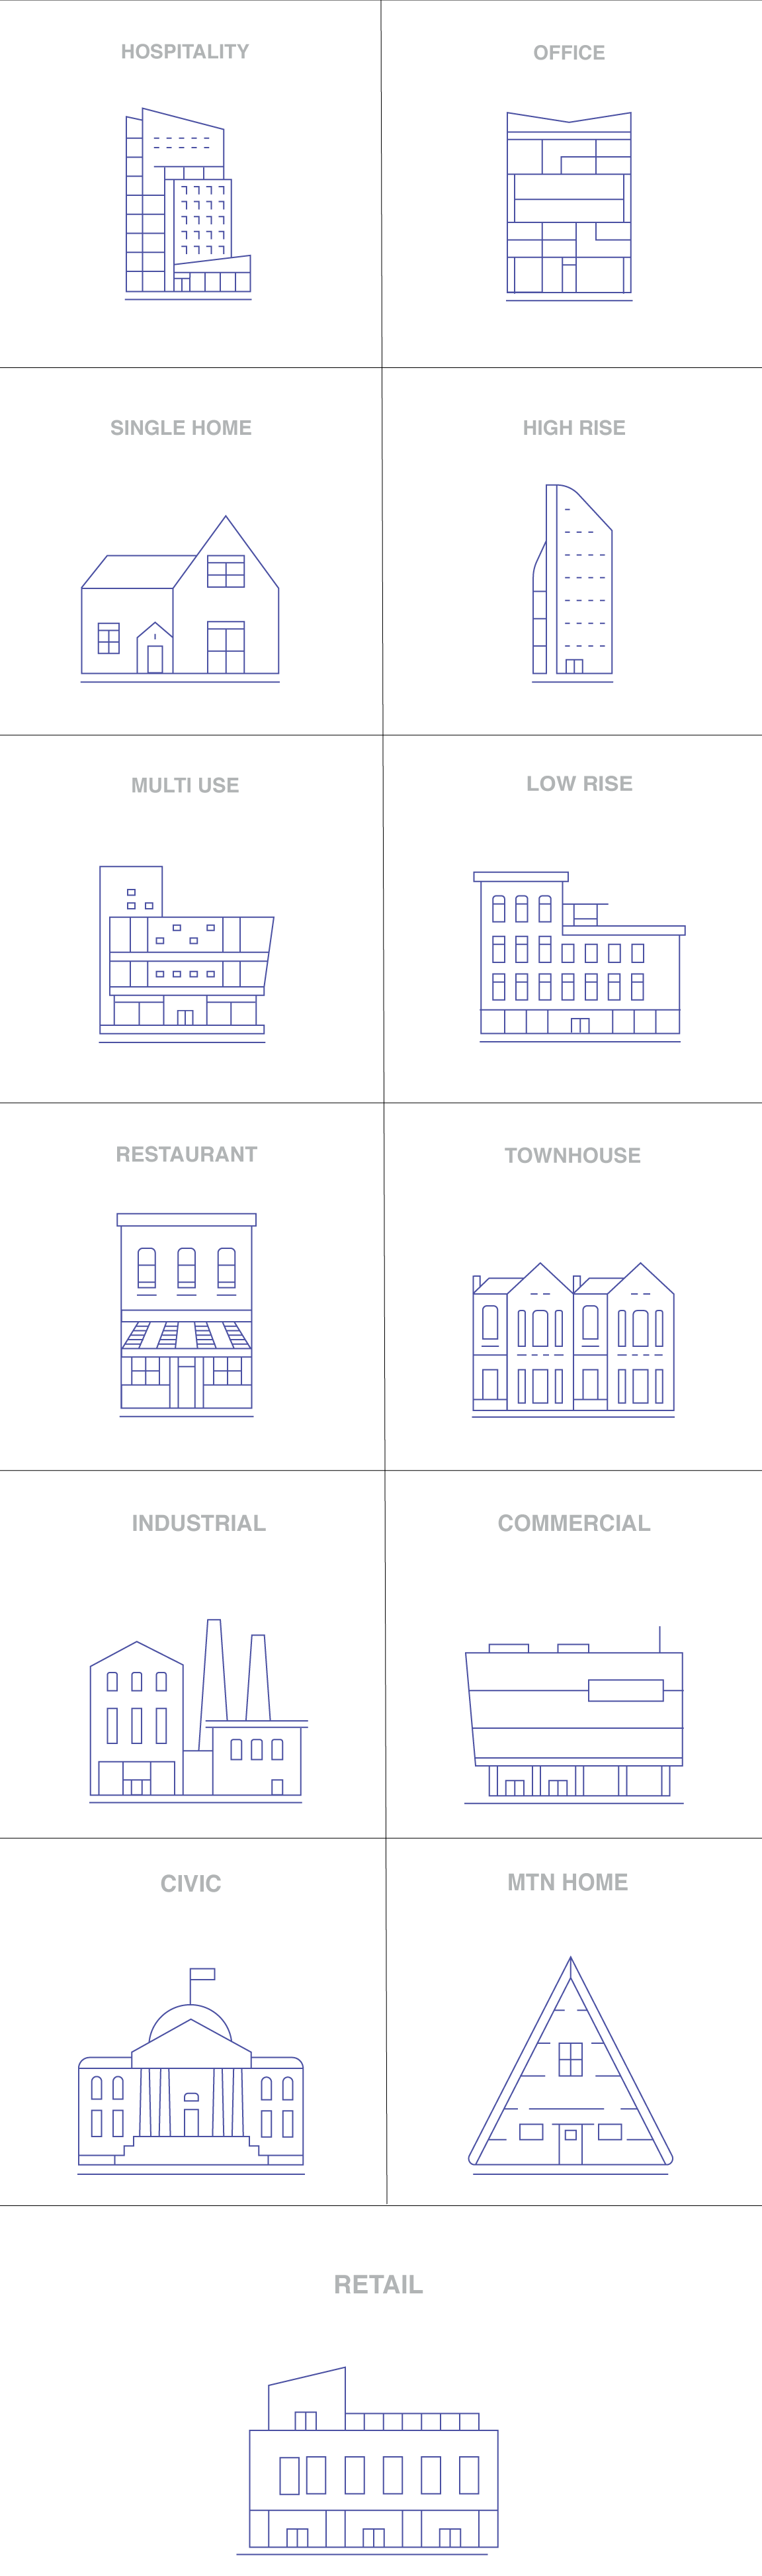 HOSPITALITY
OFFICE
SINGLE HOME
HIGH RISE
MULTI USE
LOW RISE
RESTAURANT
TOWNHOUSE
INDUSTRIAL
COMMERCIAL
CIVIC
MTN HOME
RETAIL